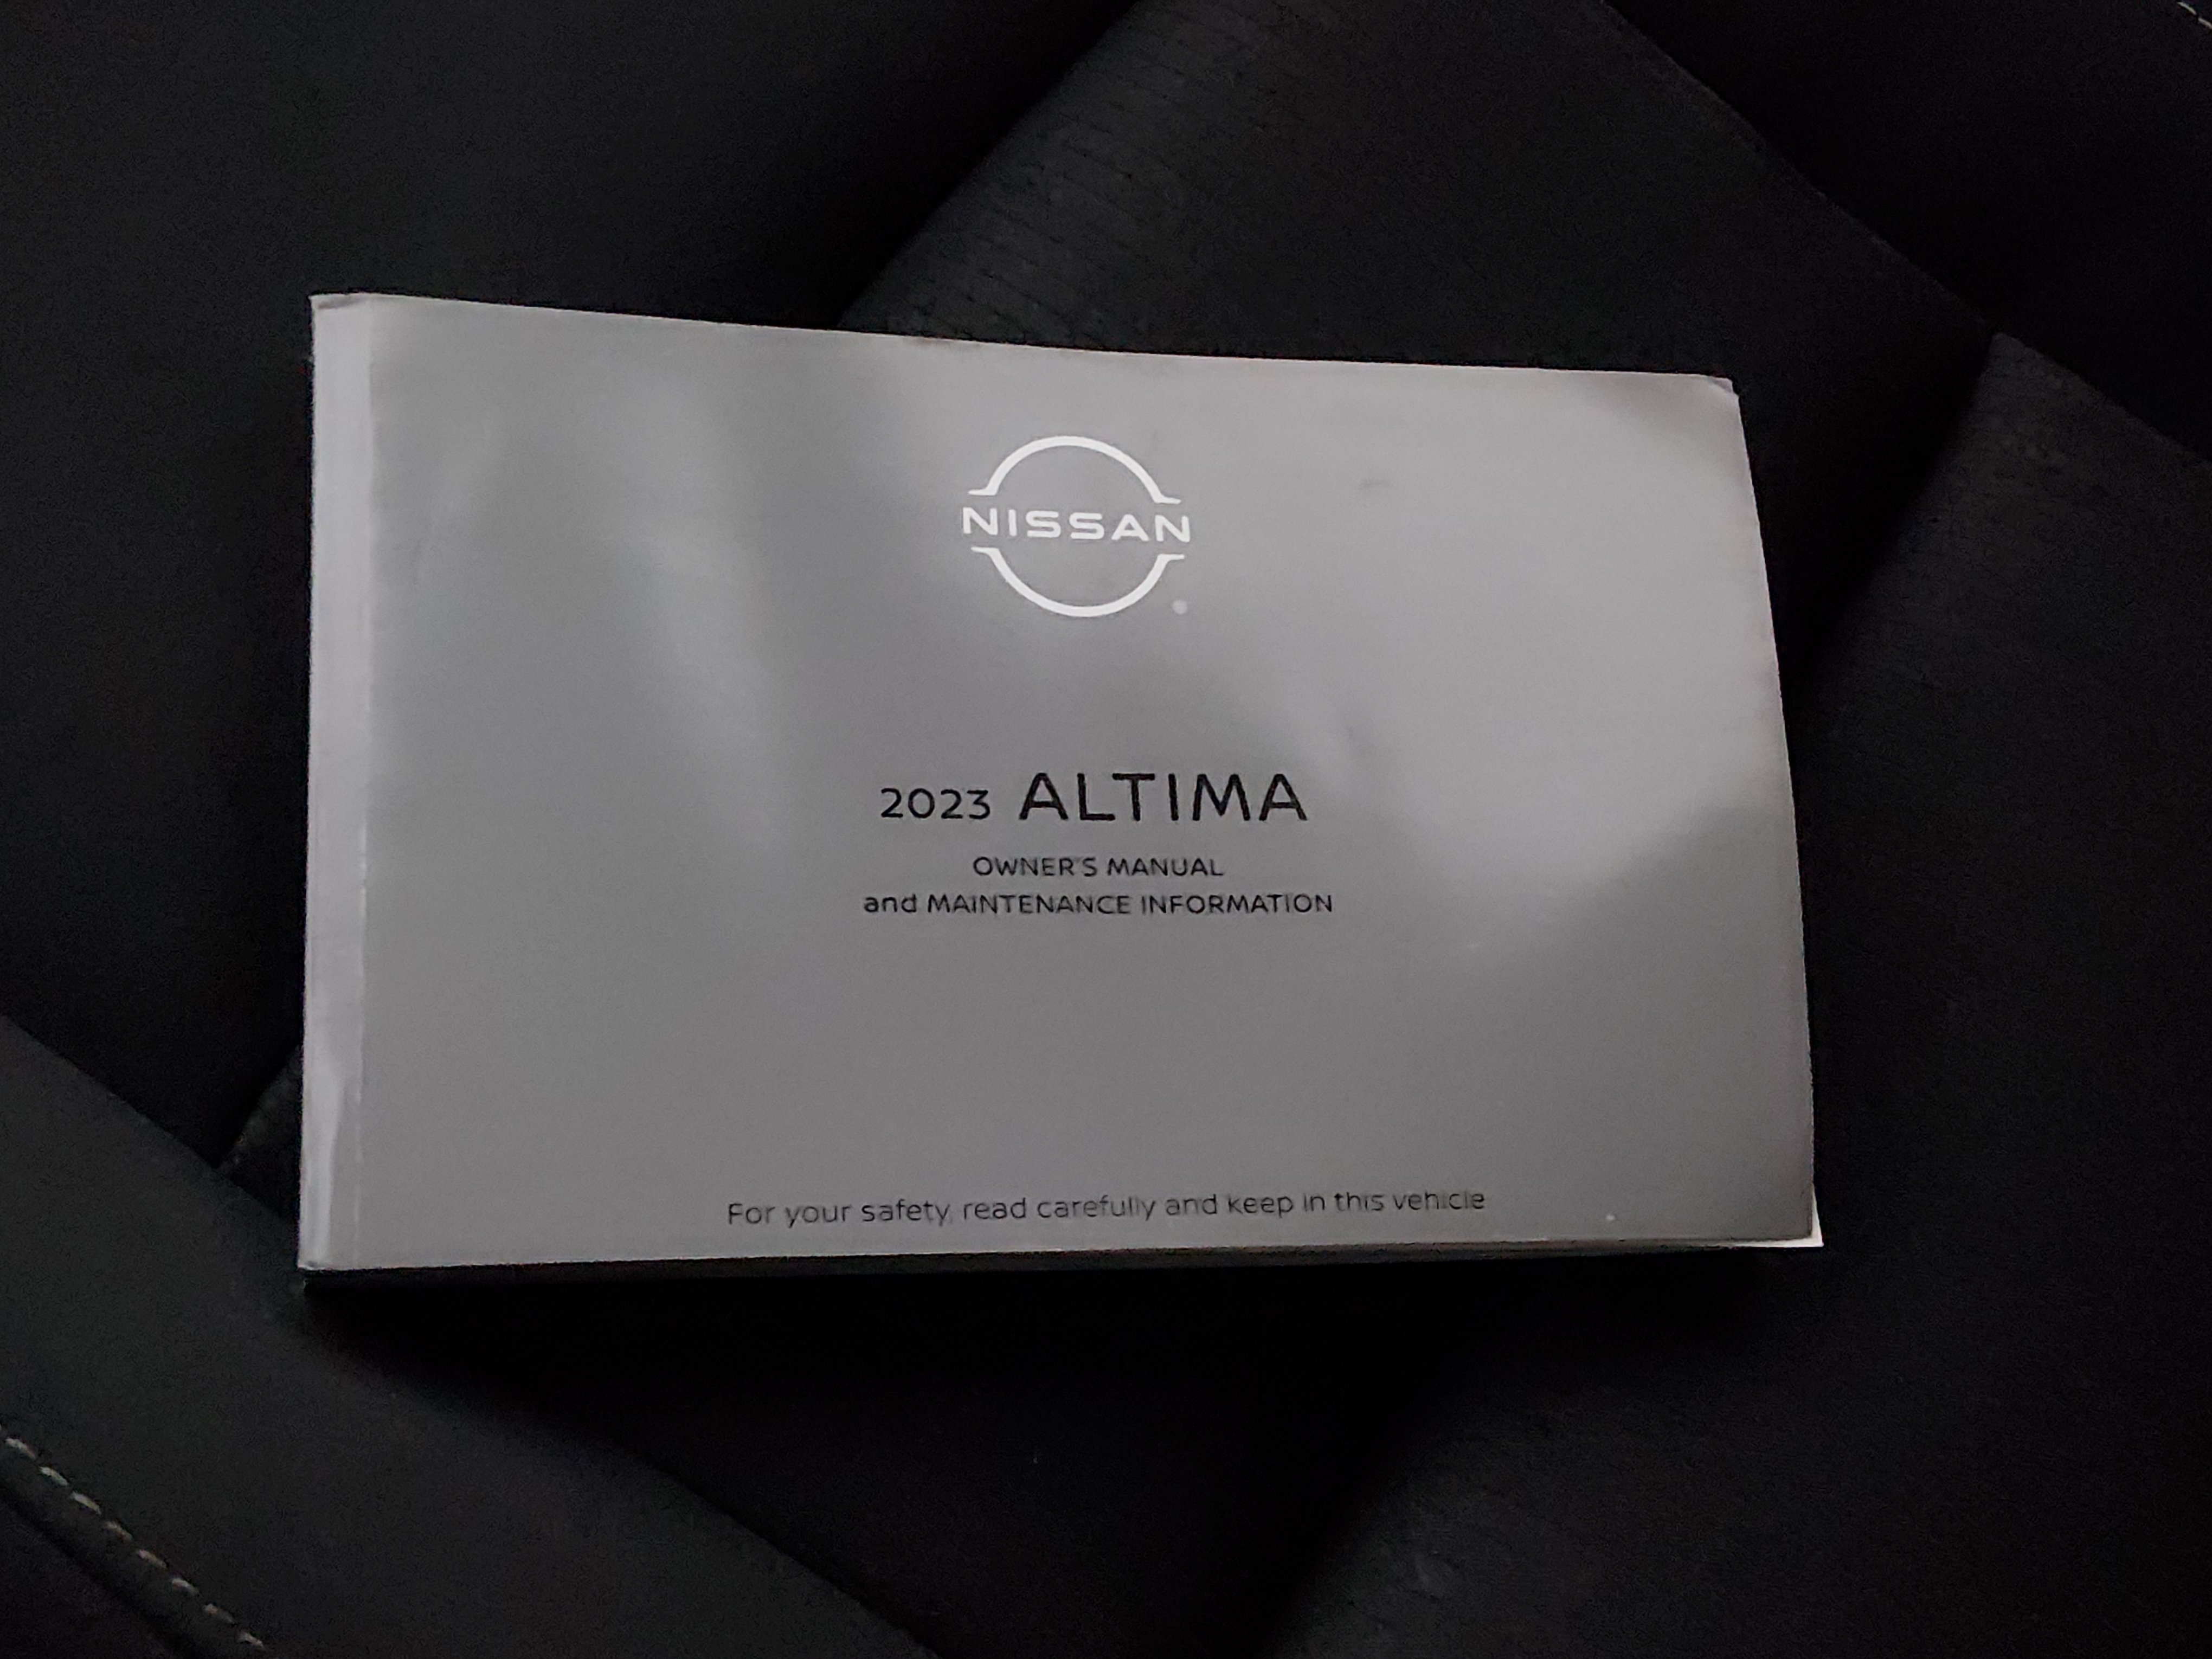 NISSAN
2023 ALTIMA
OWNER'S MANUAL
and MAINTENANCE INFORMATION
For your safety, read carefully and keep in this vehicle